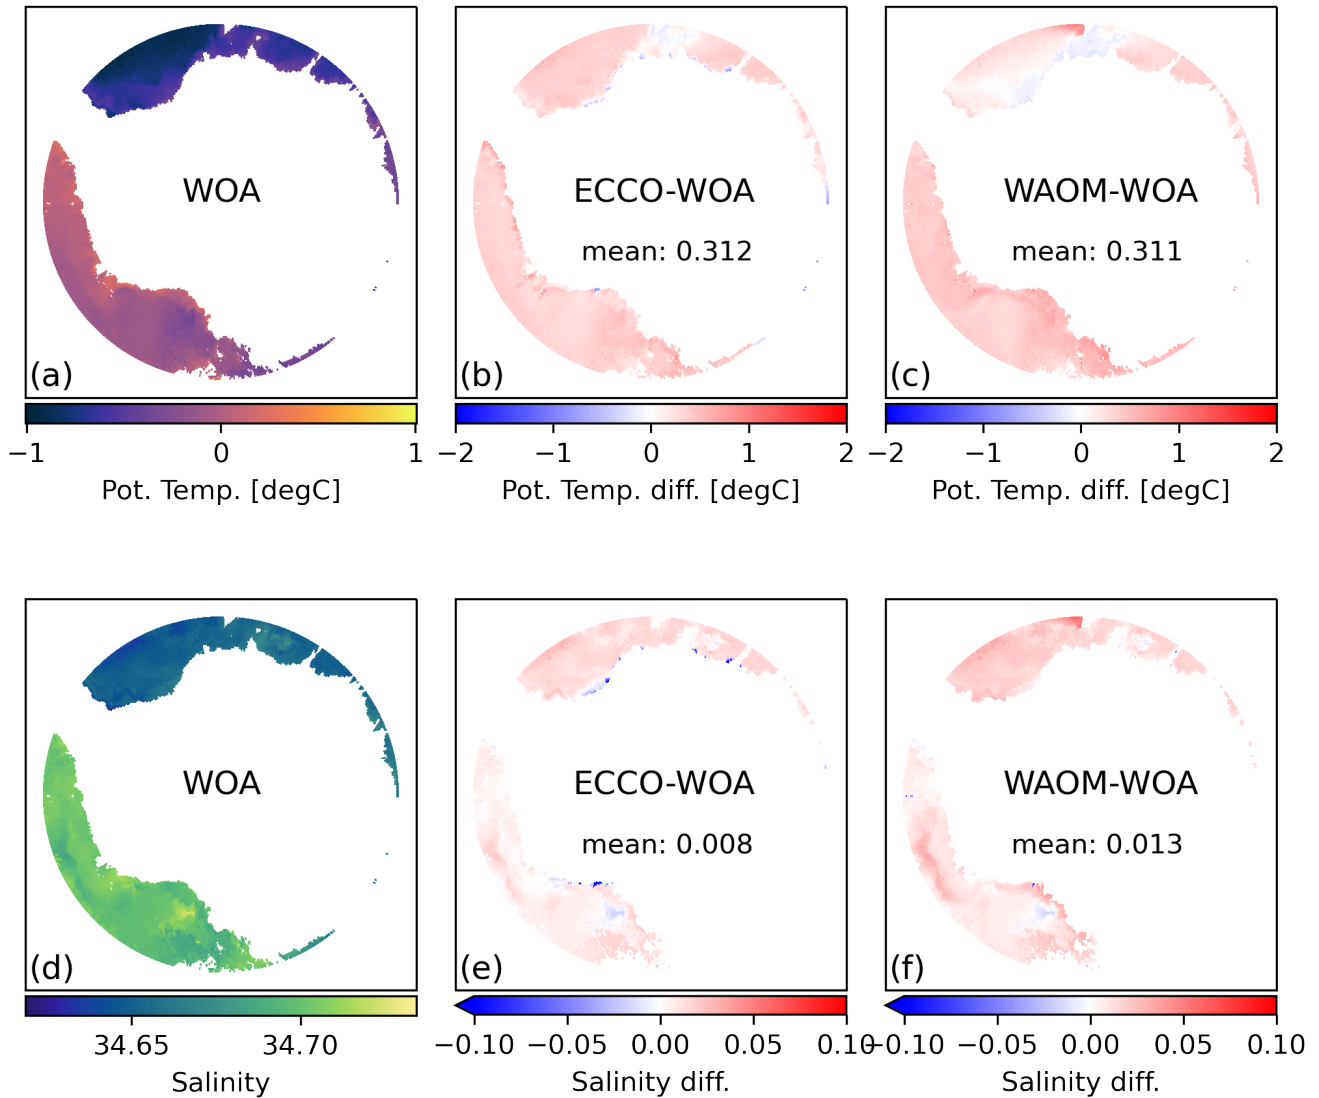 WOA
ECCO-WOA
WAOM-WOA
mean: 0.312
mean: 0.311
(a)
(b)
(c)
−1 0 1
−2 −1 0 1 2
−2 −1 0 1 2
Pot. Temp. [degC]
Pot. Temp. diff. [degC]
Pot. Temp. diff. [degC]
WOA
ECCO-WOA
WAOM-WOA
mean: 0.008
mean: 0.013
(d)
(e)
(f)
34.65 34.70
−0.10 −0.05 0.00 0.05 0.10
−0.10 −0.05 0.00 0.05 0.10
Salinity
Salinity diff.
Salinity diff.